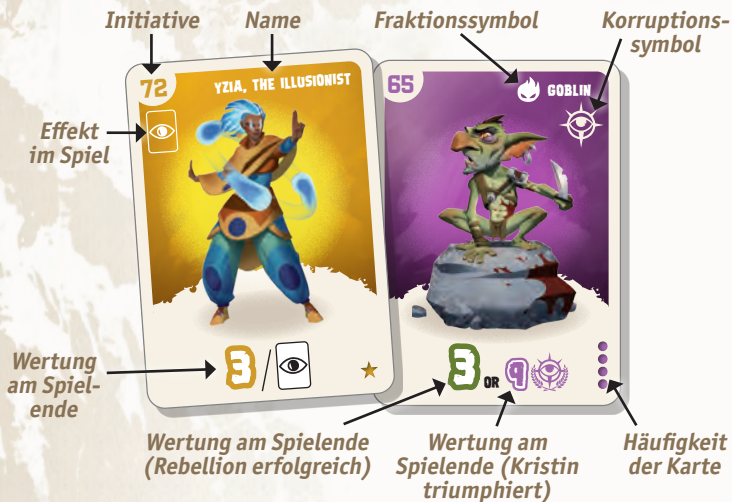 Initiative
Name
Fraktionssymbol
Korruptions-
symbol
72
YZIA, THE ILLUSIONIST
65
GOBLIN
Effekt
im Spiel
Wertung
am Spiel-
ende
3 /
3 OR 9
Wertung am Spielende
(Rebellion erfolgreich)
Wertung am
Spielende (Kristin
triumphiert)
Häufigkeit
der Karte